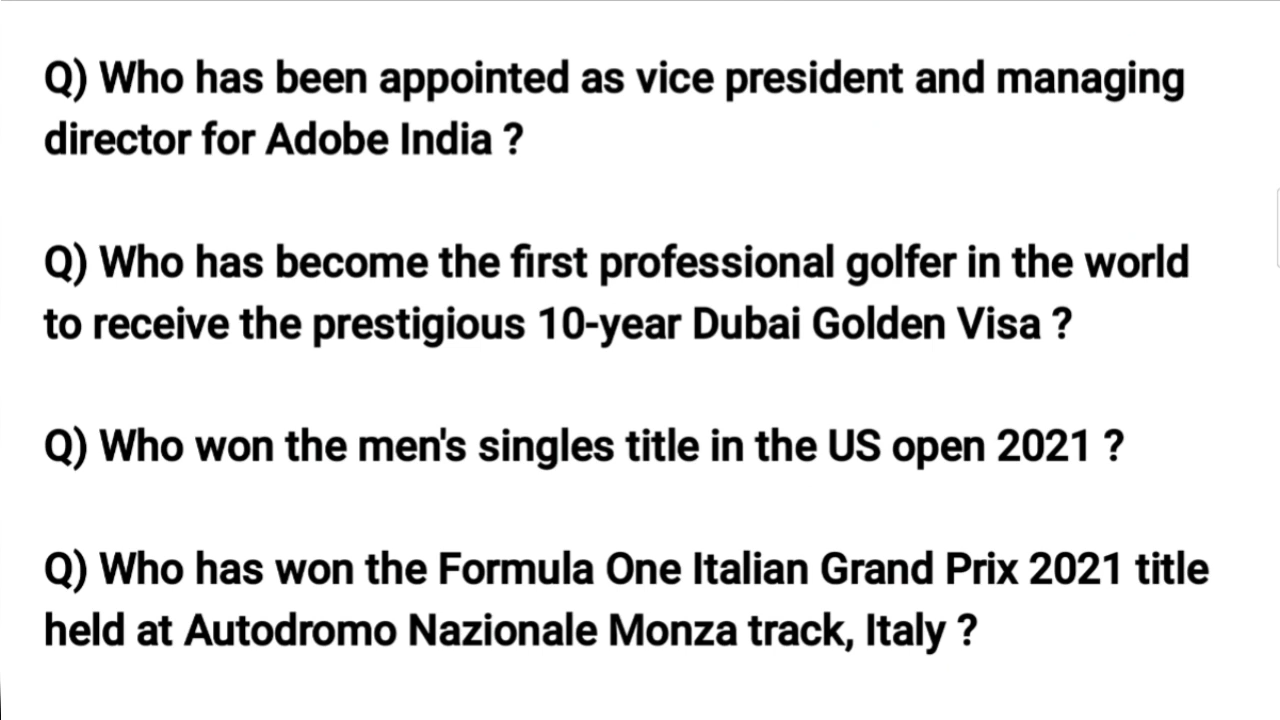 Q) Who has been appointed as vice president and managing
director for Adobe India ?
Q) Who has become the first professional golfer in the world
to receive the prestigious 10-year Dubai Golden Visa ?
Q) Who won the men's singles title in the US open 2021 ?
Q) Who has won the Formula One Italian Grand Prix 2021 title
held at Autodromo Nazionale Monza track, Italy ?